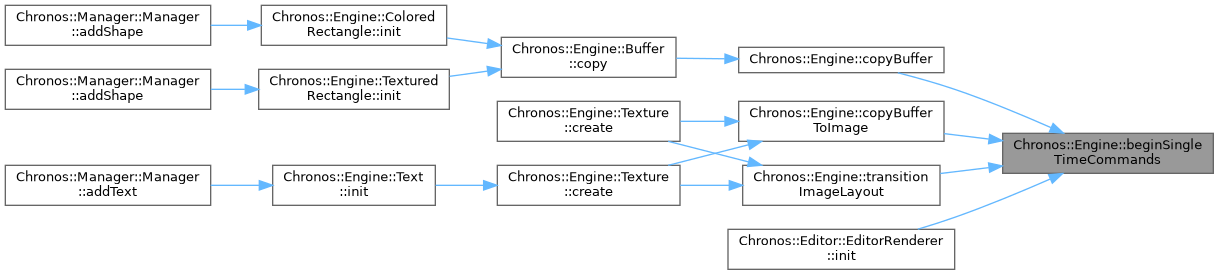 Chronos::Manager::Manager
::addShape
Chronos::Engine::Colored
Rectangle::init
Chronos::Engine::Buffer
::copy
Chronos::Engine::copyBuffer
Chronos::Manager::Manager
::addShape
Chronos::Engine::Textured
Rectangle::init
Chronos::Engine::Texture
::create
Chronos::Engine::copyBuffer
ToImage
Chronos::Engine::beginSingle
TimeCommands
Chronos::Manager::Manager
::addText
Chronos::Engine::Text
::init
Chronos::Engine::Texture
::create
Chronos::Engine::transition
ImageLayout
Chronos::Editor::EditorRenderer
::init